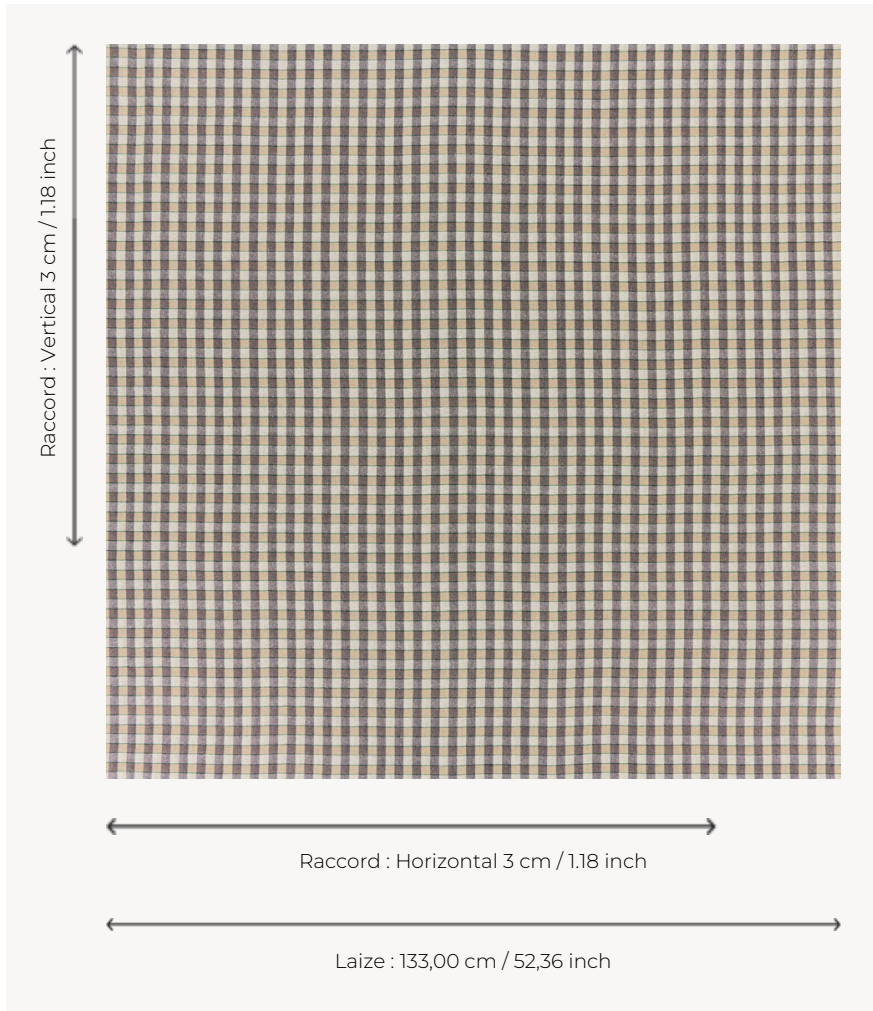 Raccord : Vertical 3 cm / 1.18 inch
Raccord : Horizontal 3 cm / 1.18 inch
Laize : 133,00 cm / 52,36 inch